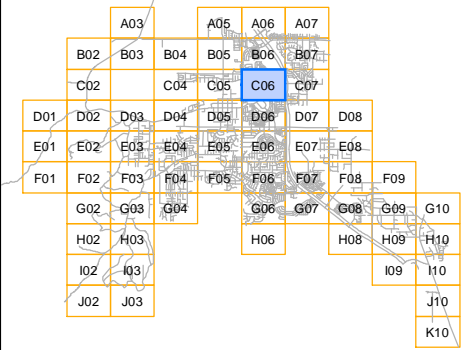 A03 A05 A06 A07
B02 B03 B04 B05 B06 B07
C02 C04 C05 C06 C07
D01 D02 D03 D04 D05 D06 D07 D08
E01 E02 E03 E04 E05 E06 E07 E08
F01 F02 F03 F04 F05 F06 F07 F08 F09
G02 G03 G04 G06 G07 G08 G09 G10
H02 H03 H06 H08 H09 H10
I02 I03 I09 I10
J02 J03 J10
K10